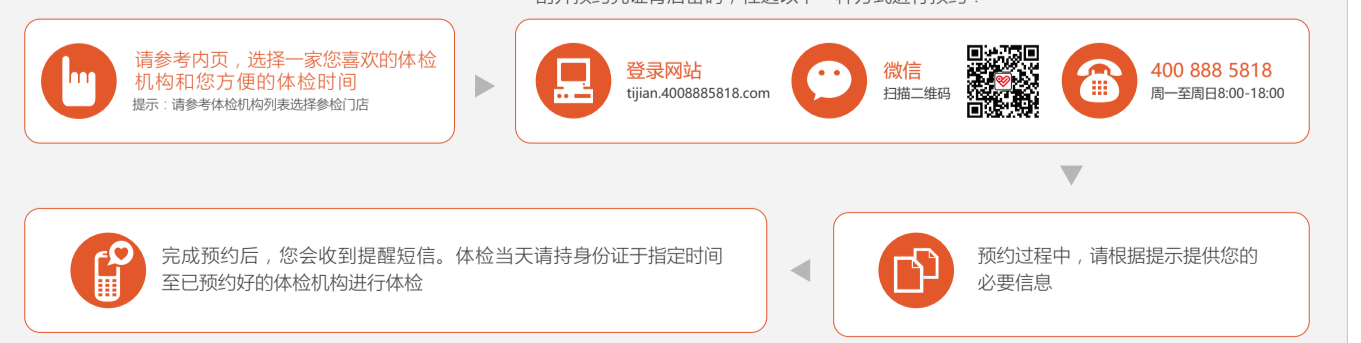 请参考内页，选择一家您喜欢的体检
机构和您方便的体检时间
提示：请参考体检机构列表选择参检门店
登录网站
tijian.4008885818.com
微信
扫描二维码
400 888 5818
周一至周日8:00-18:00
预约过程中，请根据提示提供您的
必要信息
完成预约后，您会收到提醒短信。体检当天请持身份证于指定时间
至已预约好的体检机构进行体检